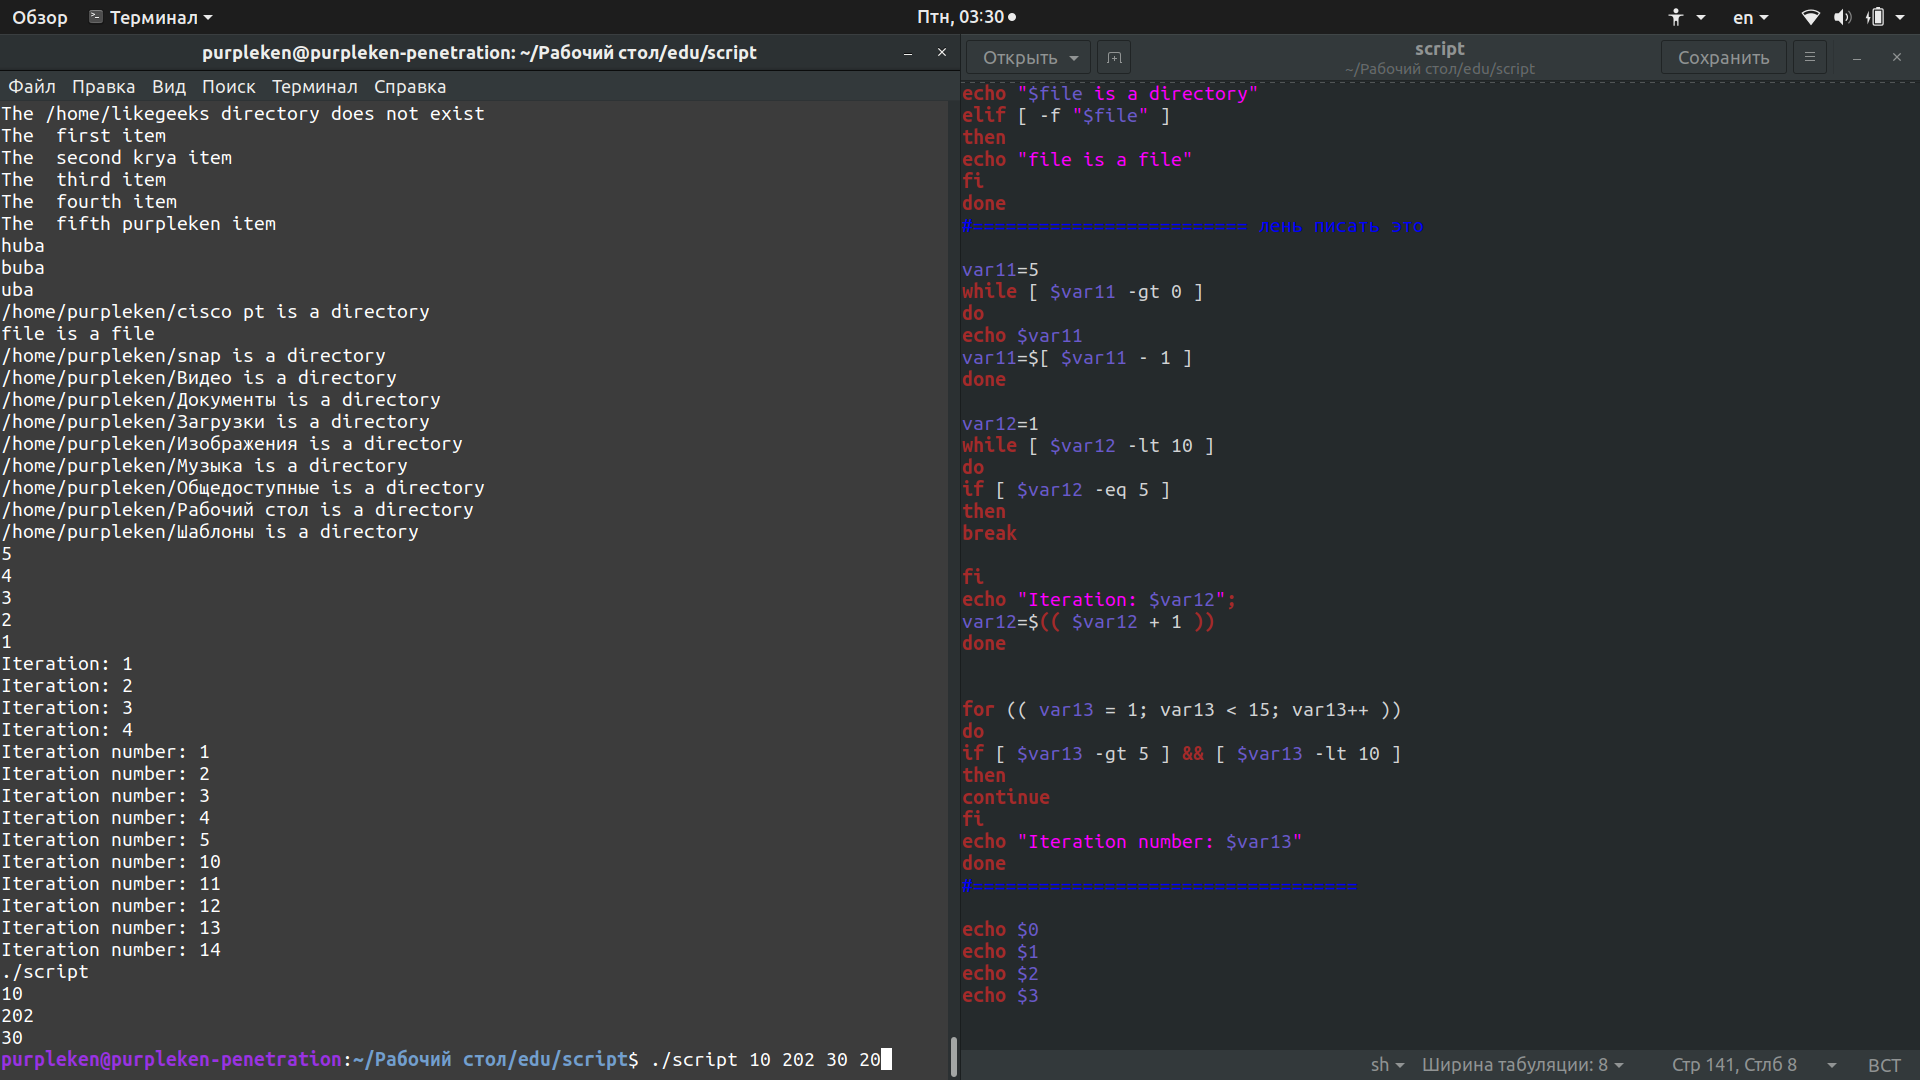 Обзор Терминал Птн, 03:30 en
purpleken@purpleken-penetration: ~/Рабочий стол/edu/script
Файл Правка Вид Поиск Терминал Справка
The /home/likegeeks directory does not exist
The  first item
The  second krya item
The  third item
The  fourth item
The  fifth purpleken item
huba
buba
uba
/home/purpleken/cisco pt is a directory
file is a file
/home/purpleken/snap is a directory
/home/purpleken/Видео is a directory
/home/purpleken/Документы is a directory
/home/purpleken/Загрузки is a directory
/home/purpleken/Изображения is a directory
/home/purpleken/Музыка is a directory
/home/purpleken/Общедоступные is a directory
/home/purpleken/Рабочий стол is a directory
/home/purpleken/Шаблоны is a directory
5
4
3
2
1
Iteration: 1
Iteration: 2
Iteration: 3
Iteration: 4
Iteration number: 1
Iteration number: 2
Iteration number: 3
Iteration number: 4
Iteration number: 5
Iteration number: 10
Iteration number: 11
Iteration number: 12
Iteration number: 13
Iteration number: 14
./script
10
202
30
purpleken@purpleken-penetration:~/Рабочий стол/edu/script$ ./script 10 202 30 20
Открыть script Сохранить
~/Рабочий стол/edu/script
echo "$file is a directory"
elif [ -f "$file" ]
then
echo "file is a file"
fi
done
#========================= лень писать это
var11=5
while [ $var11 -gt 0 ]
do
echo $var11
var11=$[ $var11 - 1 ]
done
var12=1
while [ $var12 -lt 10 ]
do
if [ $var12 -eq 5 ]
then
break
fi
echo "Iteration: $var12";
var12=$(( $var12 + 1 ))
done
for (( var13 = 1; var13 < 15; var13++ ))
do
if [ $var13 -gt 5 ] && [ $var13 -lt 10 ]
then
continue
fi
echo "Iteration number: $var13"
done
#===================================
echo $0
echo $1
echo $2
echo $3
sh Ширина табуляции: 8 Стр 141, Стлб 8 ВСТ